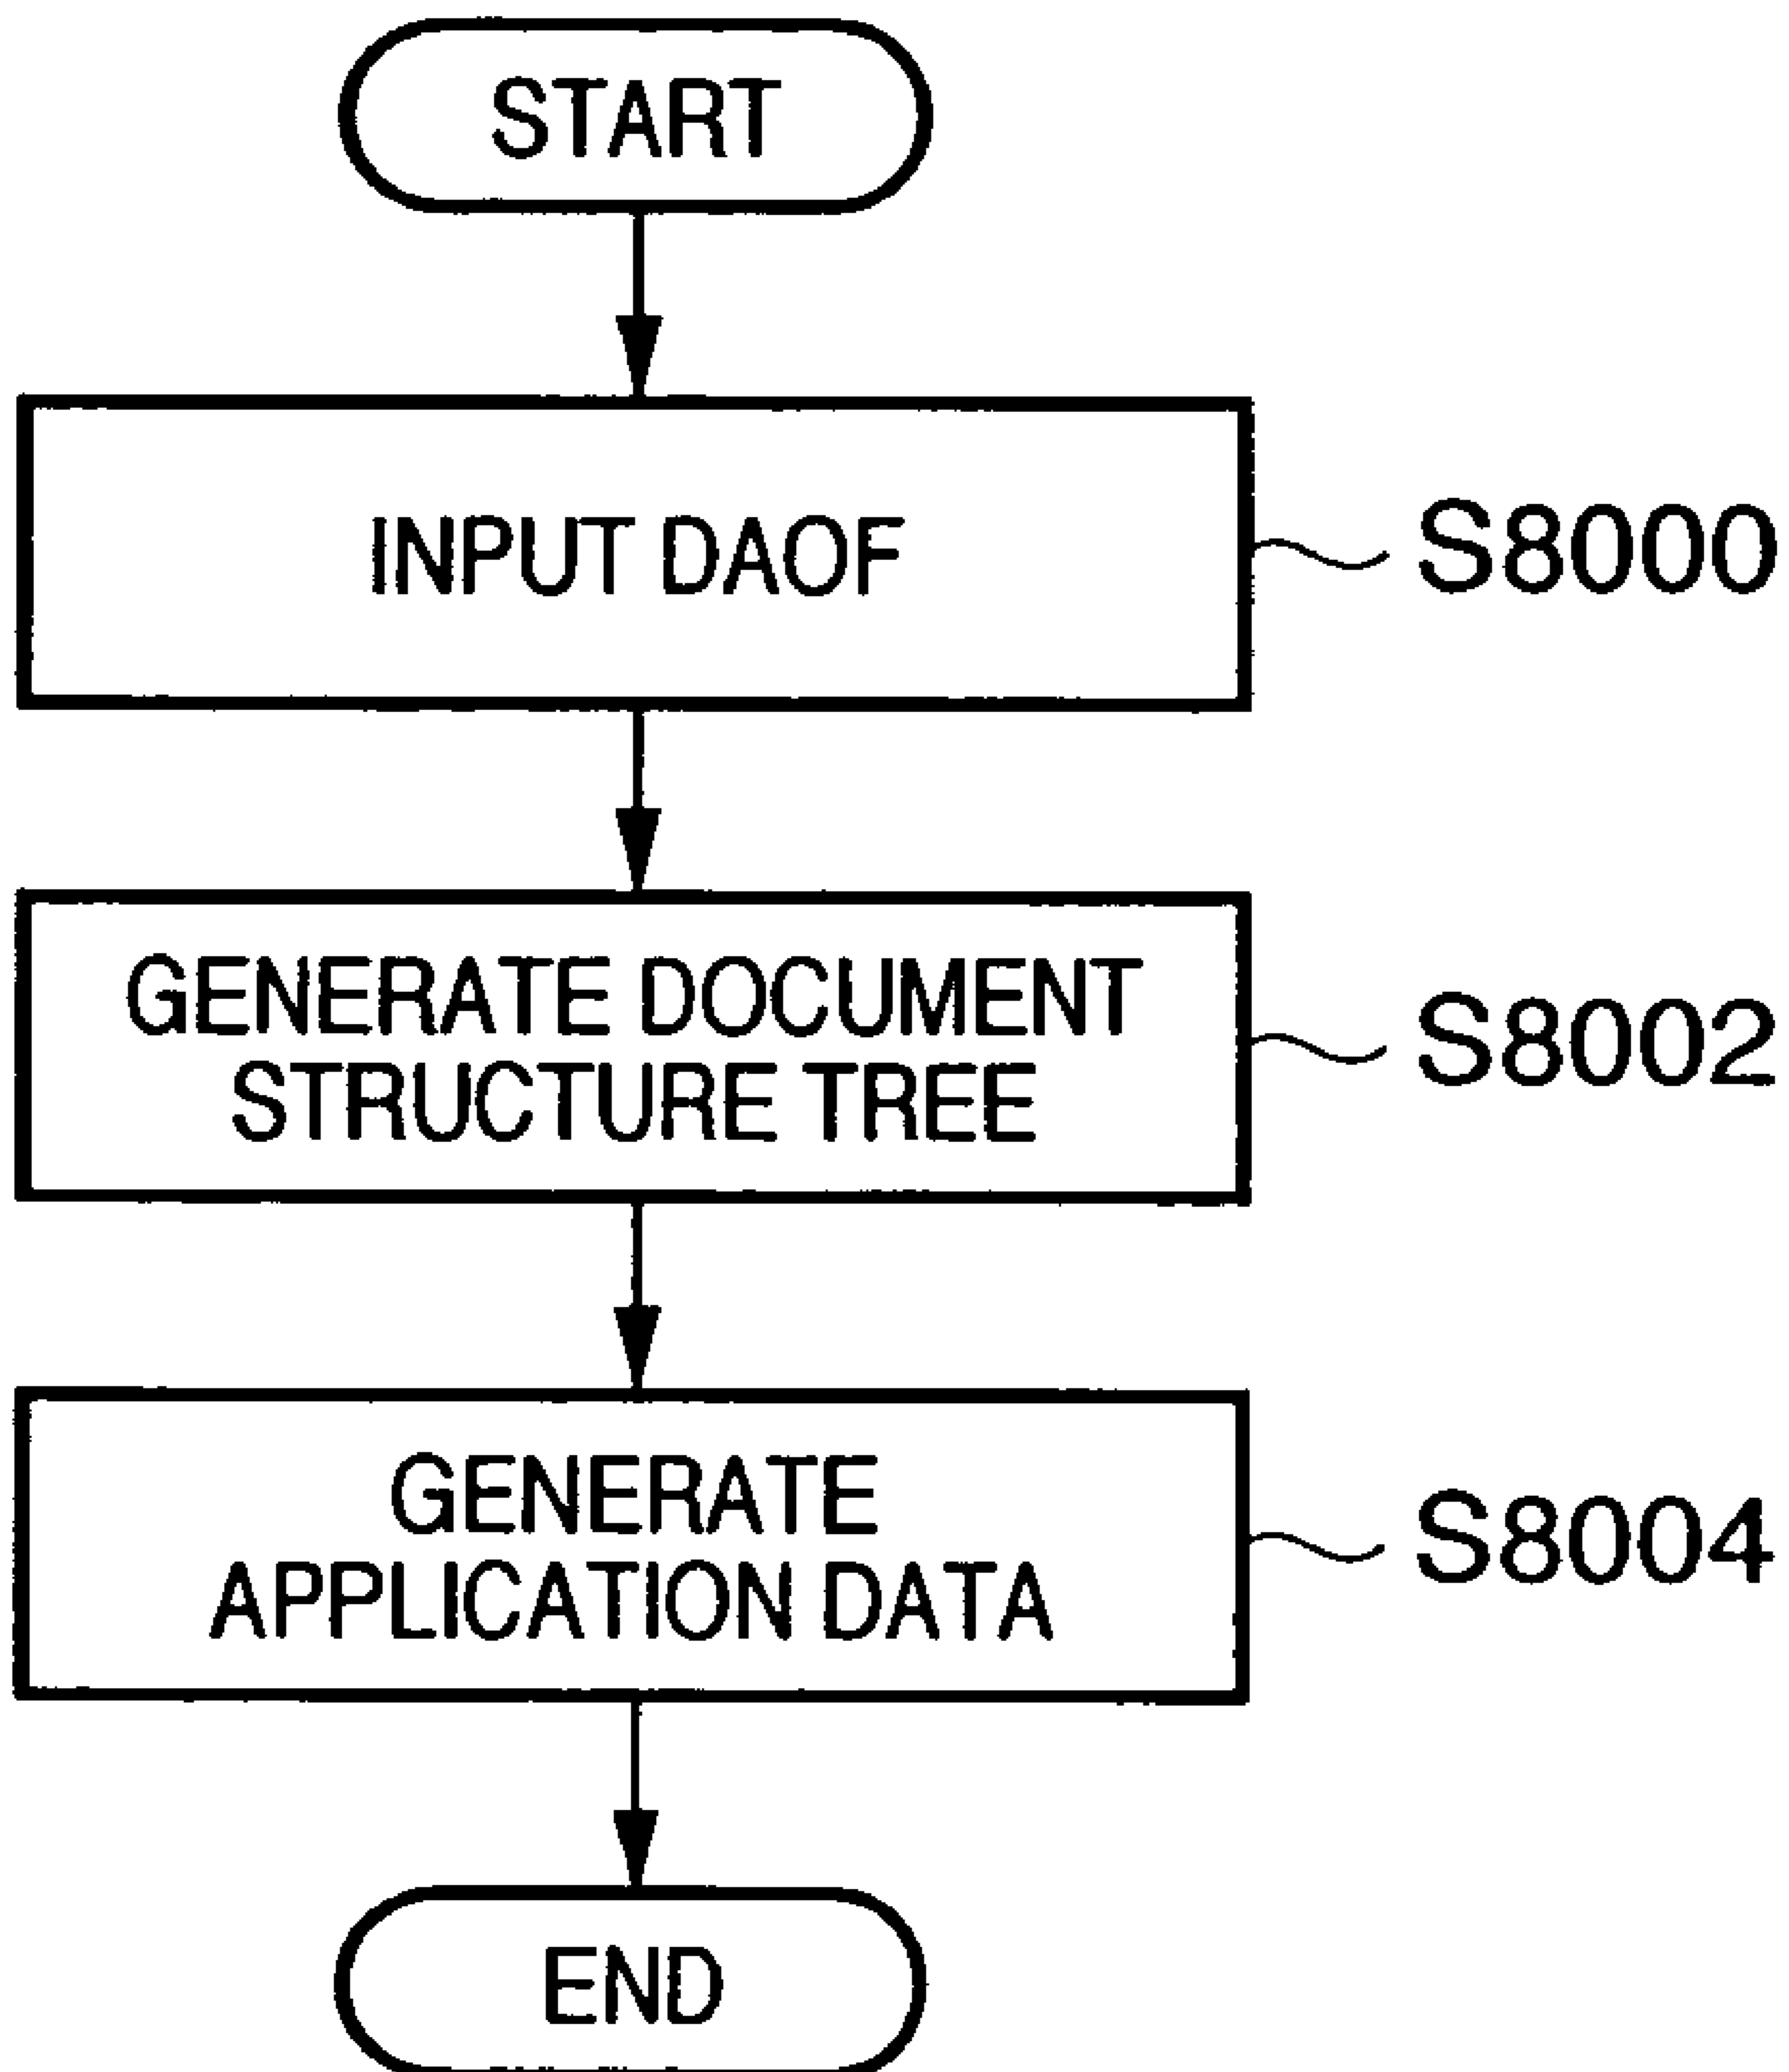 START
INPUT DAOF
S8000
GENERATE DOCUMENT
STRUCTURE TREE
S8002
GENERATE
APPLICATION DATA
S8004
END